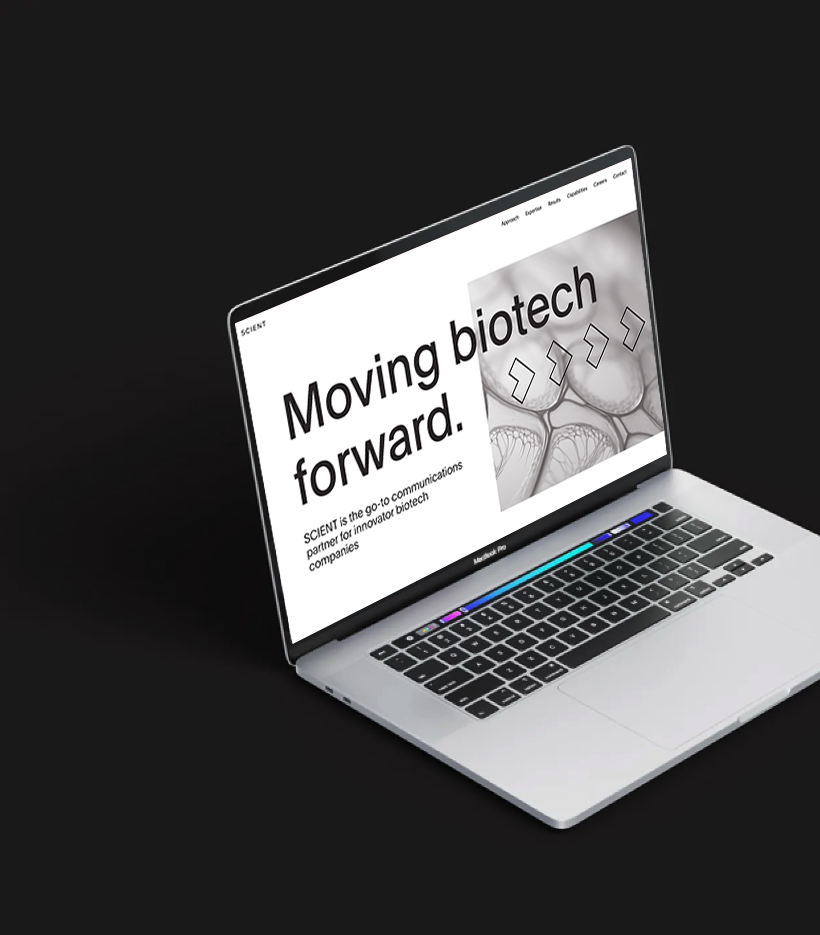 SCIENT
Approach Expertise Results Capabilities Careers Contact
Moving biotech
forward.
SCIENT is the go-to communications
partner for innovator biotech
companies
MacBook Pro